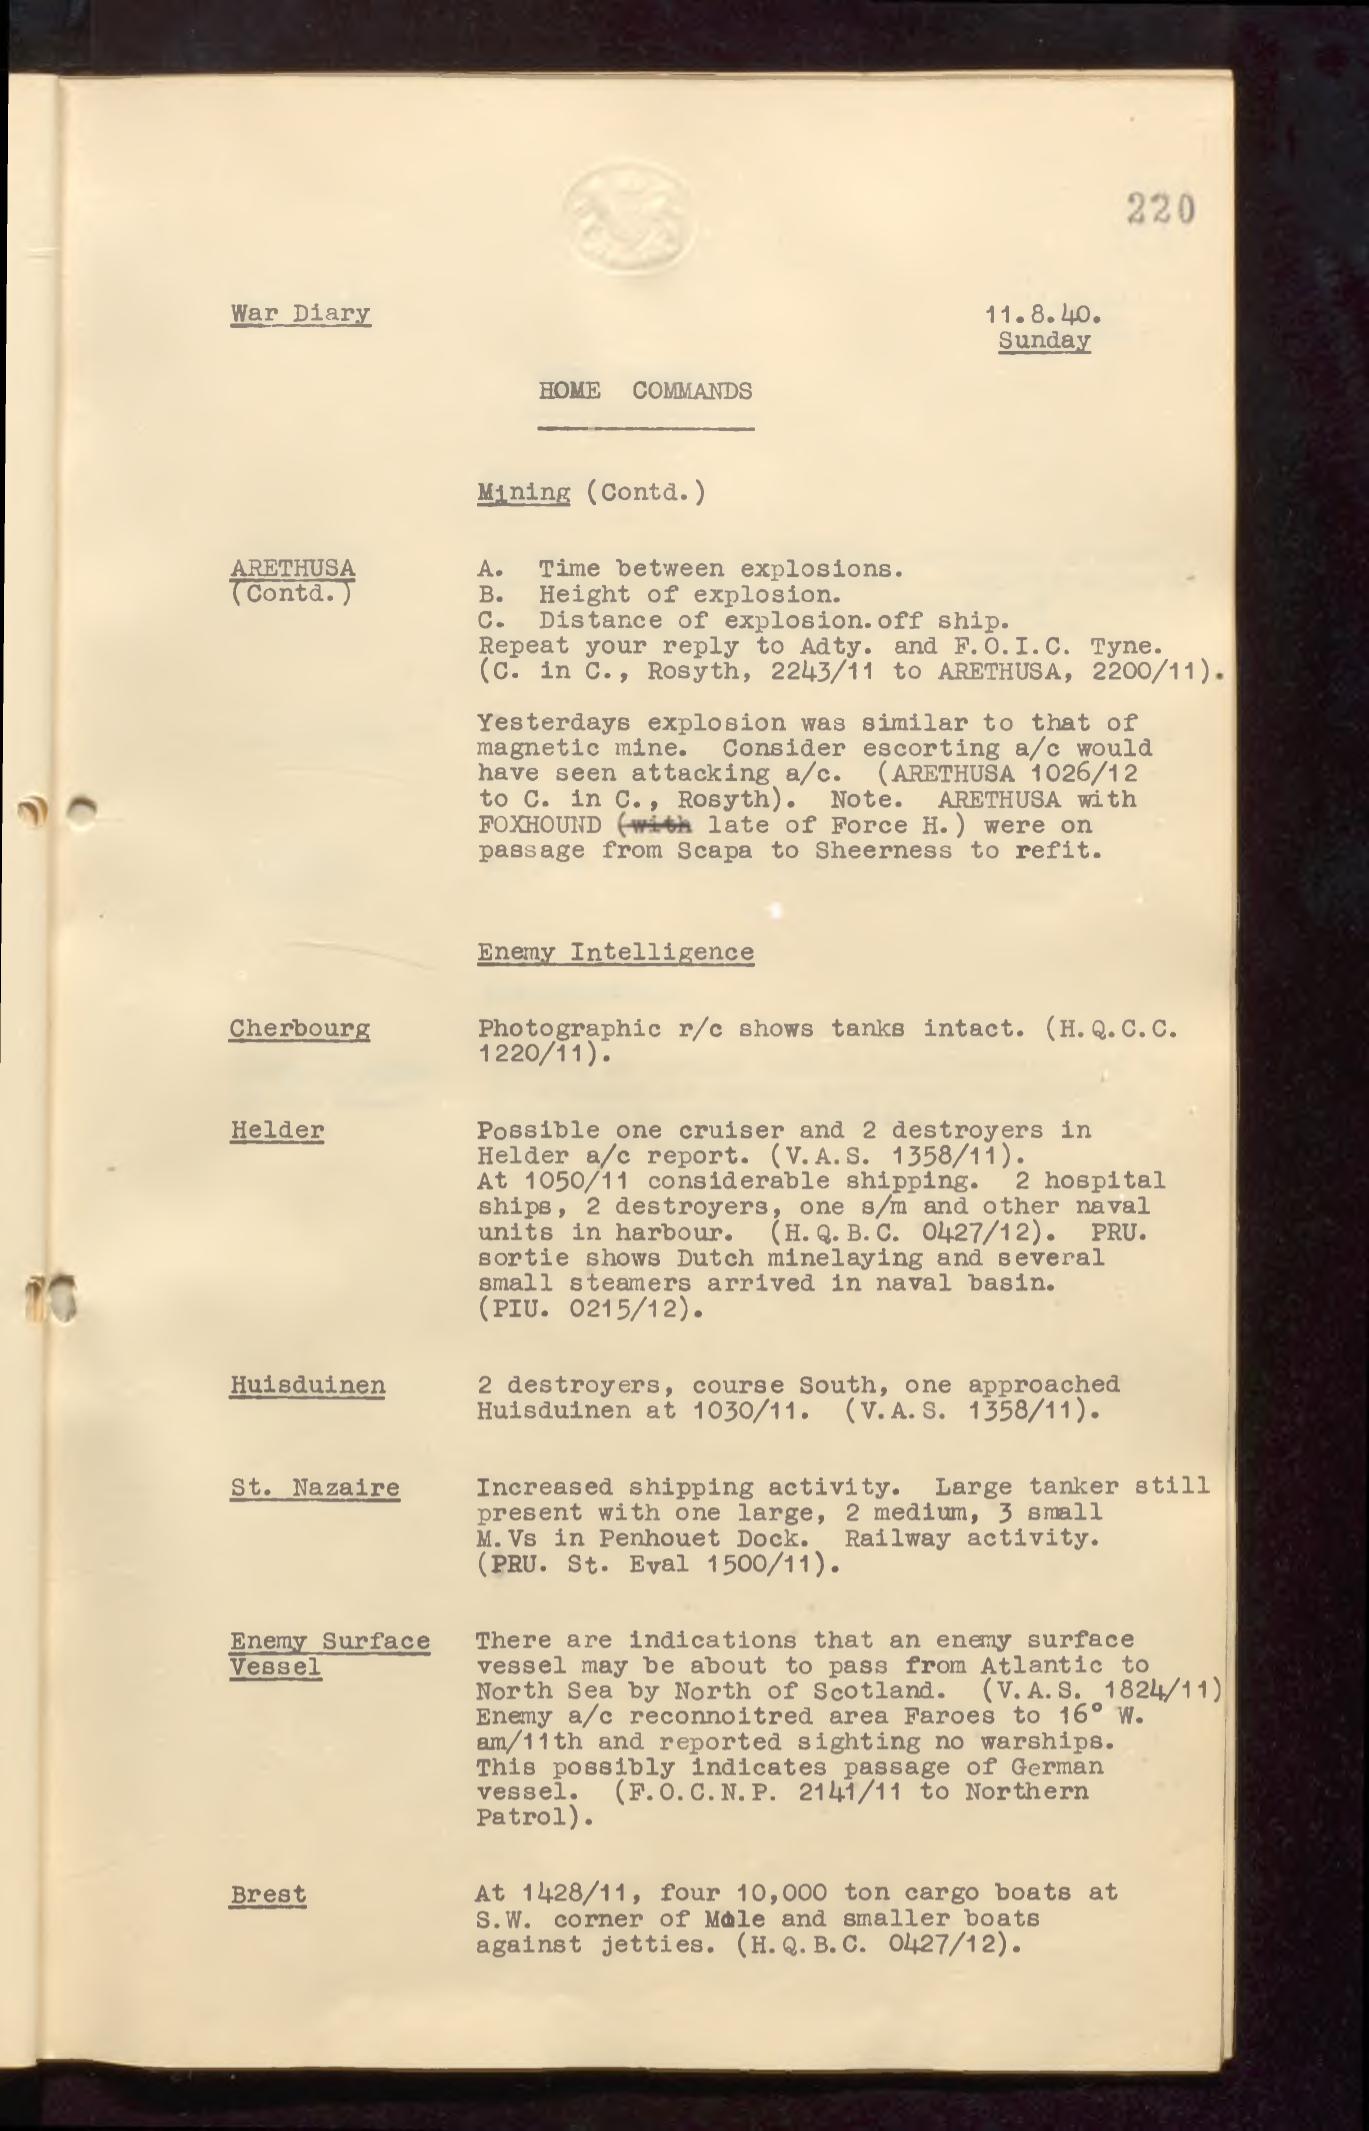 220
War Diary
11.8.40.
Sunday
HOME COMMANDS
Mining (Contd.)
ARETHUSA
(Contd.)
A. Time between explosions.
B. Height of explosion.
C. Distance of explosion.off ship.
Repeat your reply to Adty. and F.O.I.C. Tyne.
(C. in C., Rosyth, 2243/11 to ARETHUSA, 2200/11).
Yesterdays explosion was similar to that of
magnetic mine. Consider escorting a/c would
have seen attacking a/c. (ARETHUSA 1026/12
to C. in C., Rosyth). Note. ARETHUSA with
FOXHOUND (with late of Force H.) were on
passage from Scapa to Sheerness to refit.
Enemy Intelligence
Cherbourg
Photographic r/c shows tanks intact. (H.Q.C.C.
1220/11).
Helder
Possible one cruiser and 2 destroyers in
Helder a/c report. (V.A.S. 1358/11).
At 1050/11 considerable shipping. 2 hospital
ships, 2 destroyers, one s/m and other naval
units in harbour. (H.Q.B.C. 0427/12). PRU.
sortie shows Dutch minelaying and several
small steamers arrived in naval basin.
(PIU. 0215/12).
Huisduinen
2 destroyers, course South, one approached
Huisduinen at 1030/11. (V.A.S. 1358/11).
St. Nazaire
Increased shipping activity. Large tanker still
present with one large, 2 medium, 3 small
M.Vs in Penhouet Dock. Railway activity.
(PRU. St. Eval 1500/11).
Enemy Surface
Vessel
There are indications that an enemy surface
vessel may be about to pass from Atlantic to
North Sea by North of Scotland. (V.A.S. 1824/11)
Enemy a/c reconnoitred area Faroes to 16° W.
am/11th and reported sighting no warships.
This possibly indicates passage of German
vessel. (F.O.C.N.P. 2141/11 to Northern
Patrol).
Brest
At 1428/11, four 10,000 ton cargo boats at
S.W. corner of Mole and smaller boats
against jetties. (H.Q.B.C. 0427/12).